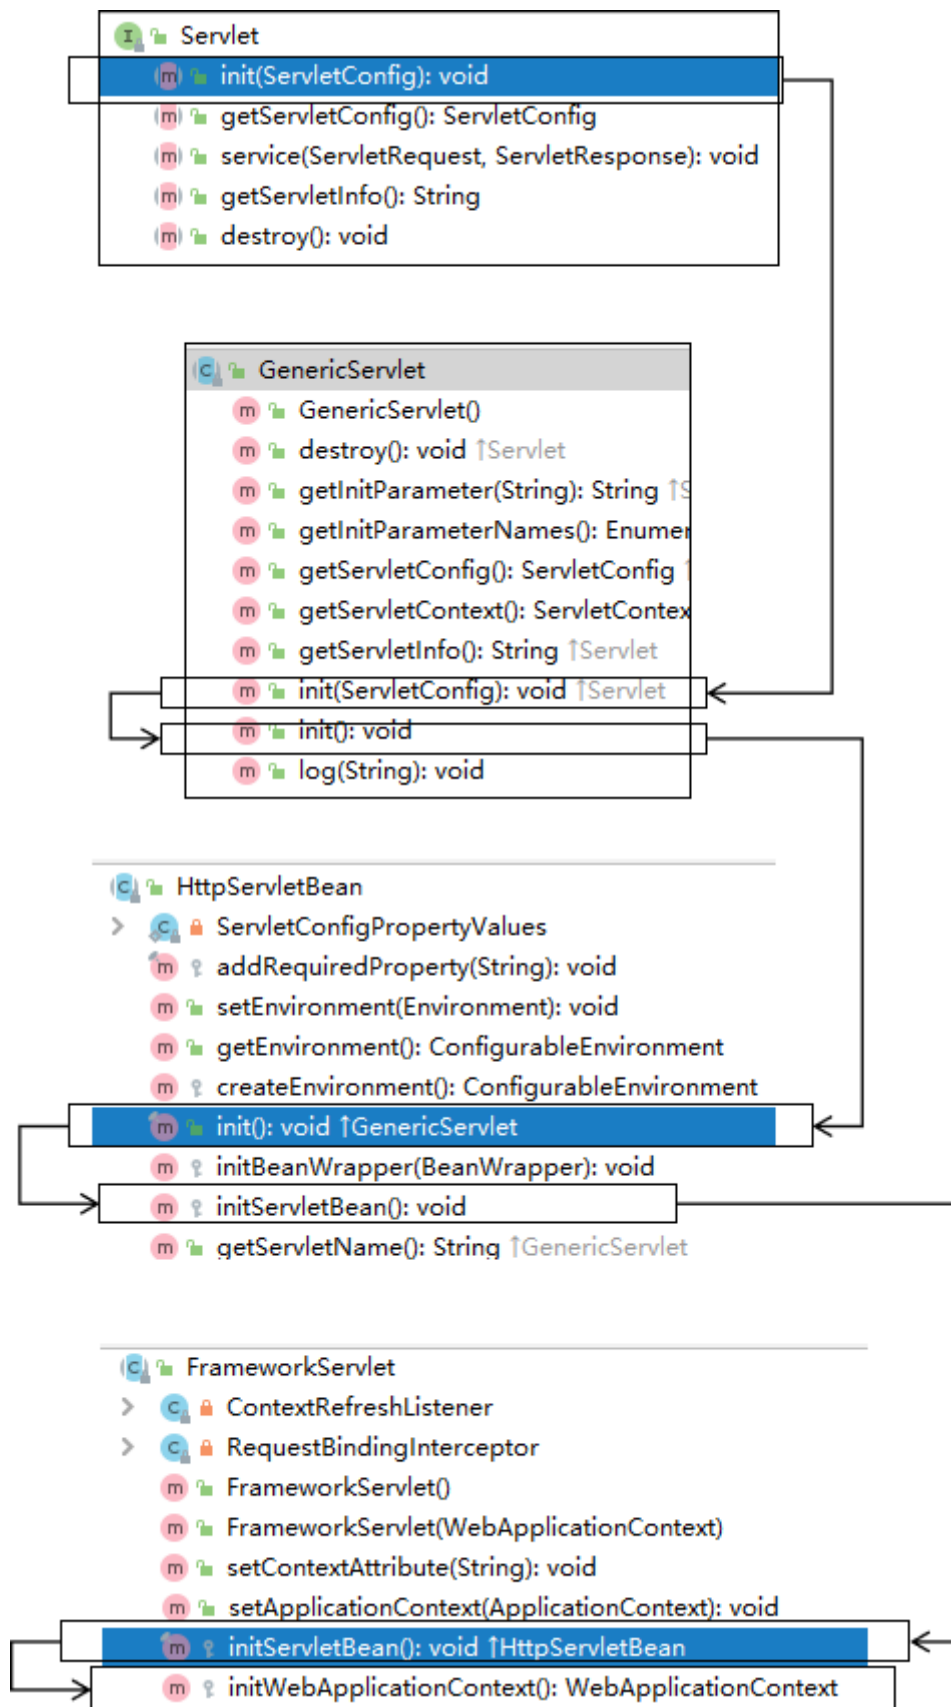 Servlet
init(ServletConfig): void
getServletConfig(): ServletConfig
service(ServletRequest, ServletResponse): void
getServletInfo(): String
destroy(): void
GenericServlet
GenericServlet()
destroy(): void ↑Servlet
getInitParameter(String): String ↑S
getInitParameterNames(): Enumer
getServletConfig(): ServletConfig ↑
getServletContext(): ServletContex
getServletInfo(): String ↑Servlet
init(ServletConfig): void ↑Servlet
init(): void
log(String): void
HttpServletBean
ServletConfigPropertyValues
addRequiredProperty(String): void
setEnvironment(Environment): void
getEnvironment(): ConfigurableEnvironment
createEnvironment(): ConfigurableEnvironment
init(): void ↑GenericServlet
initBeanWrapper(BeanWrapper): void
initServletBean(): void
getServletName(): String ↑GenericServlet
FrameworkServlet
ContextRefreshListener
RequestBindingInterceptor
FrameworkServlet()
FrameworkServlet(WebApplicationContext)
setContextAttribute(String): void
setApplicationContext(ApplicationContext): void
initServletBean(): void ↑HttpServletBean
initWebApplicationContext(): WebApplicationContext